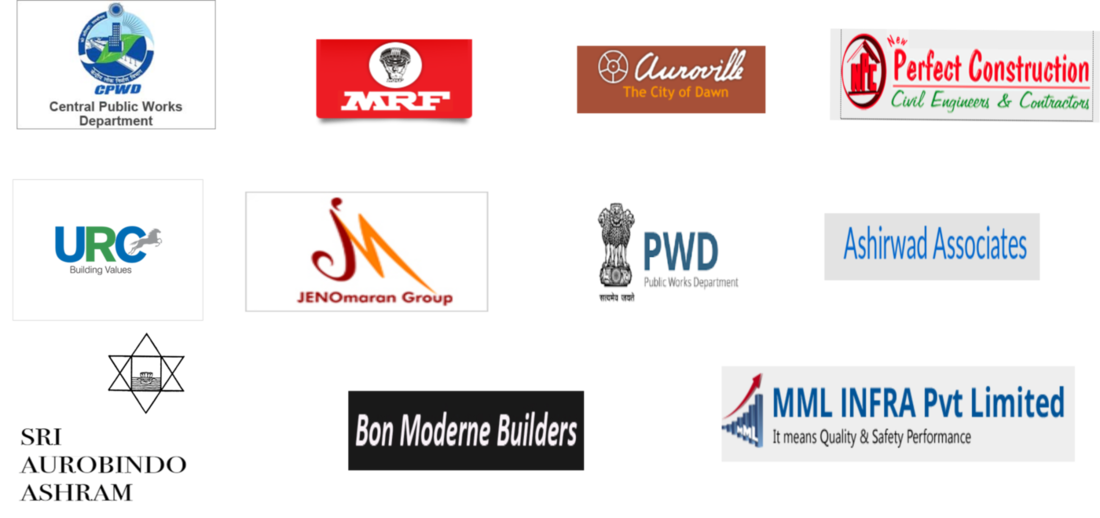 CPWD
Central Public Works
Department
MRF
Auroville
The City of Dawn
New
Perfect Construction
Civil Engineers & Contractors
URC
Building Values
JM
JENOmaran Group
PWD
Public Works Department
सत्यमेव जयते
Ashirwad Associates
SRI
AUROBINDO
ASHRAM
Bon Moderne Builders
MML
MML INFRA Pvt Limited
It means Quality & Safety Performance